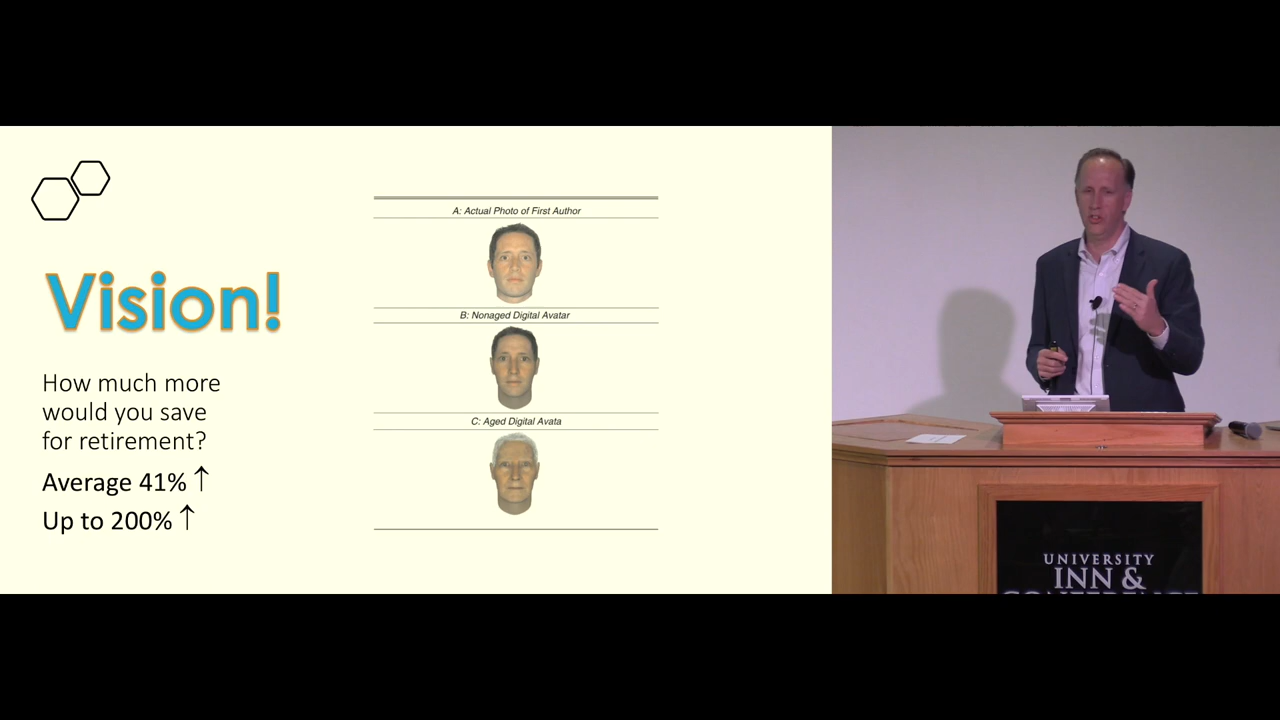 Vision!
How much more
would you save
for retirement?
Average 41% ↑
Up to 200% ↑
A: Actual Photo of First Author
B: Nonaged Digital Avatar
C: Aged Digital Avata
UNIVERSITY
INN &
CONFERENCE